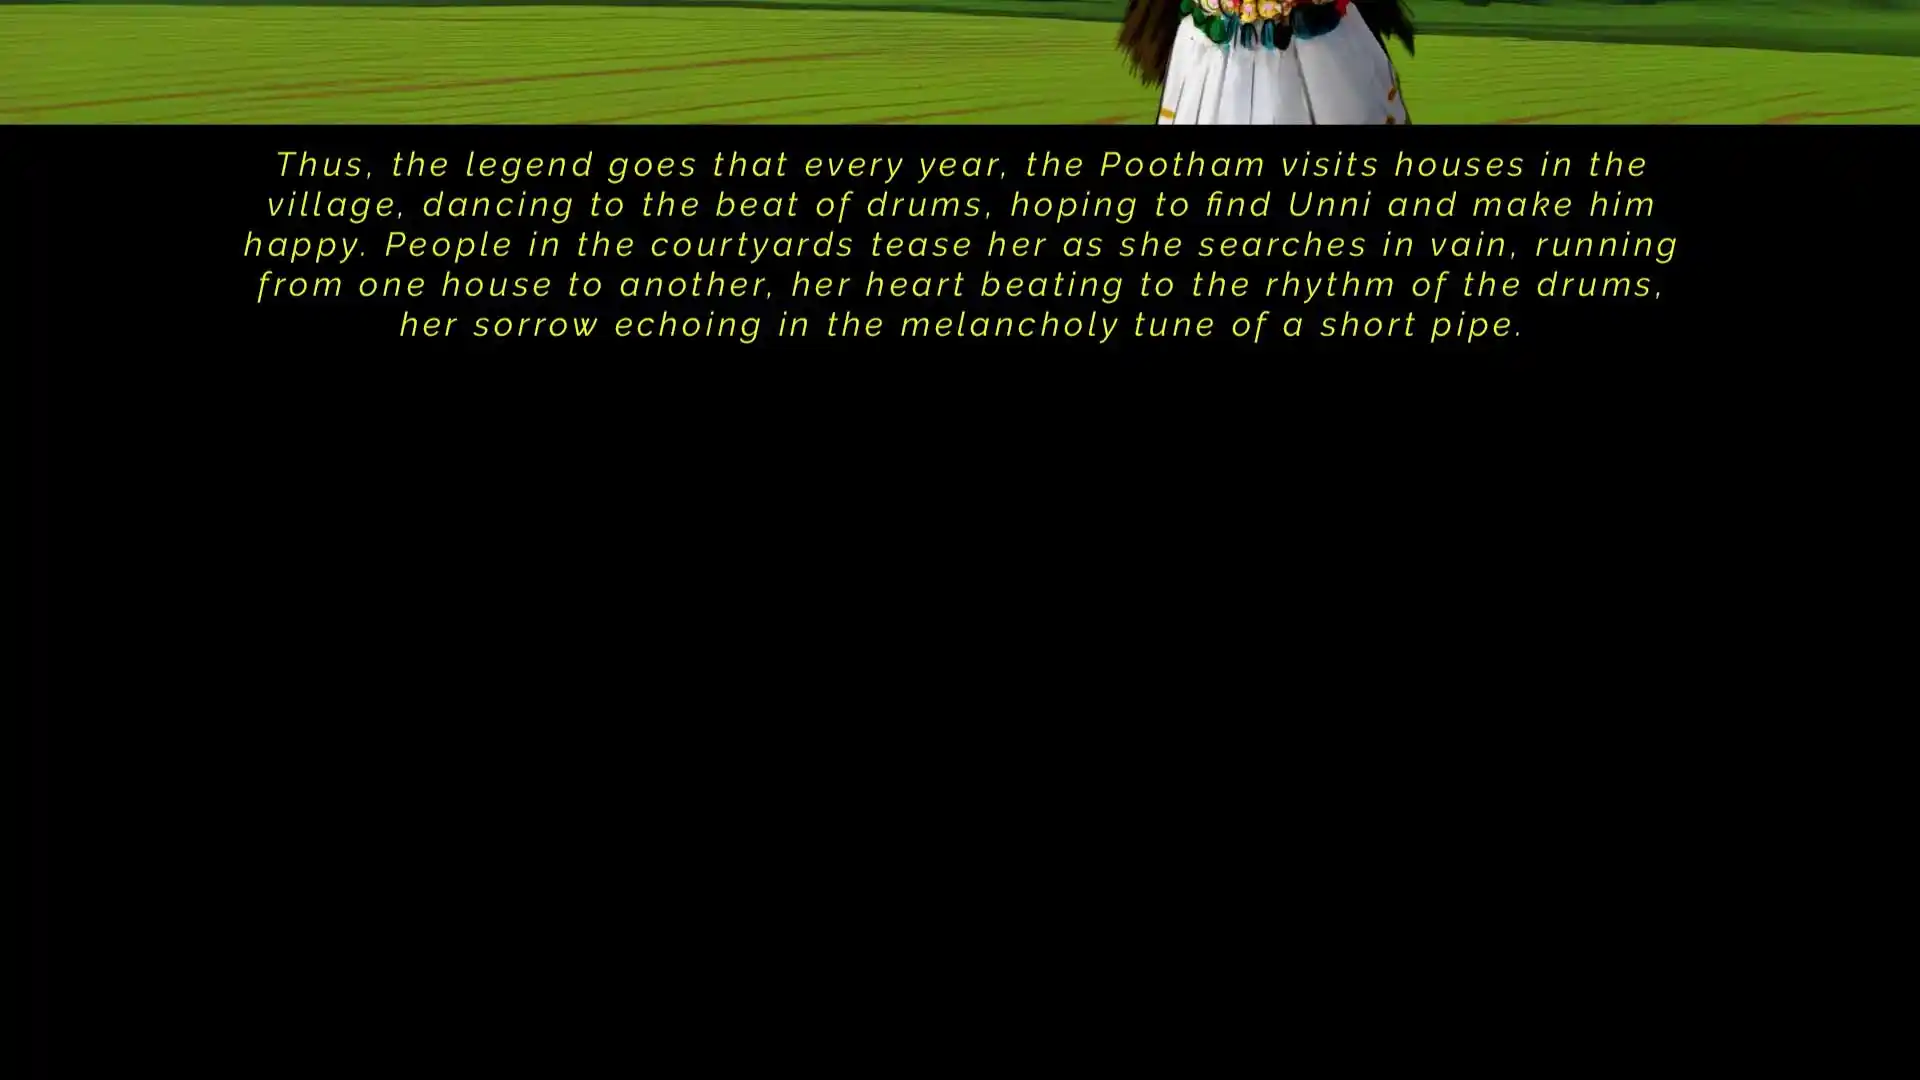 Thus, the legend goes that every year, the Pootham visits houses in the
village, dancing to the beat of drums, hoping to find Unni and make him
happy. People in the courtyards tease her as she searches in vain, running
from one house to another, her heart beating to the rhythm of the drums,
her sorrow echoing in the melancholy tune of a short pipe.